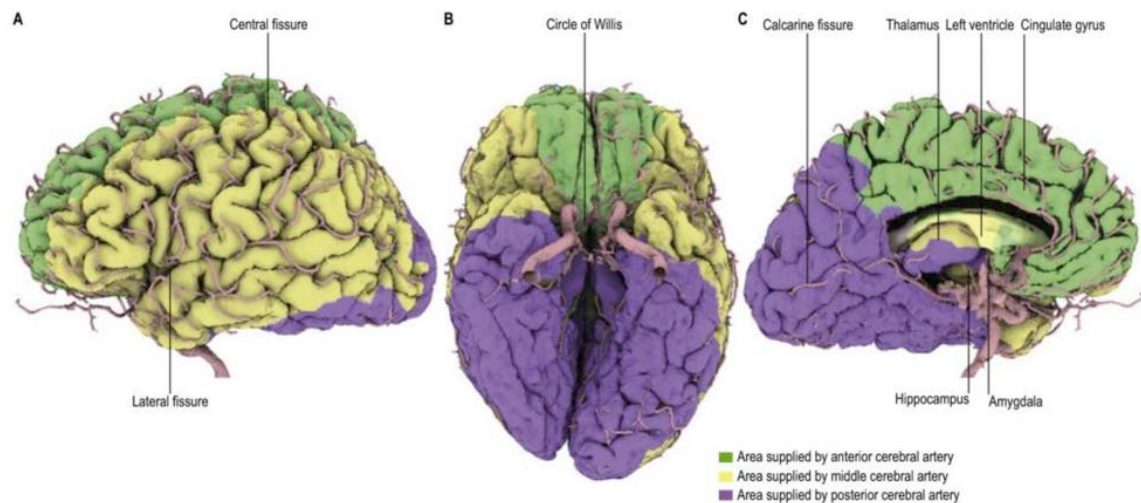 A
Central fissure
Lateral fissure
B
Circle of Willis
C
Calcarine fissure
Thalamus
Left ventricle
Cingulate gyrus
Hippocampus
Amygdala
Area supplied by anterior cerebral artery
Area supplied by middle cerebral artery
Area supplied by posterior cerebral artery